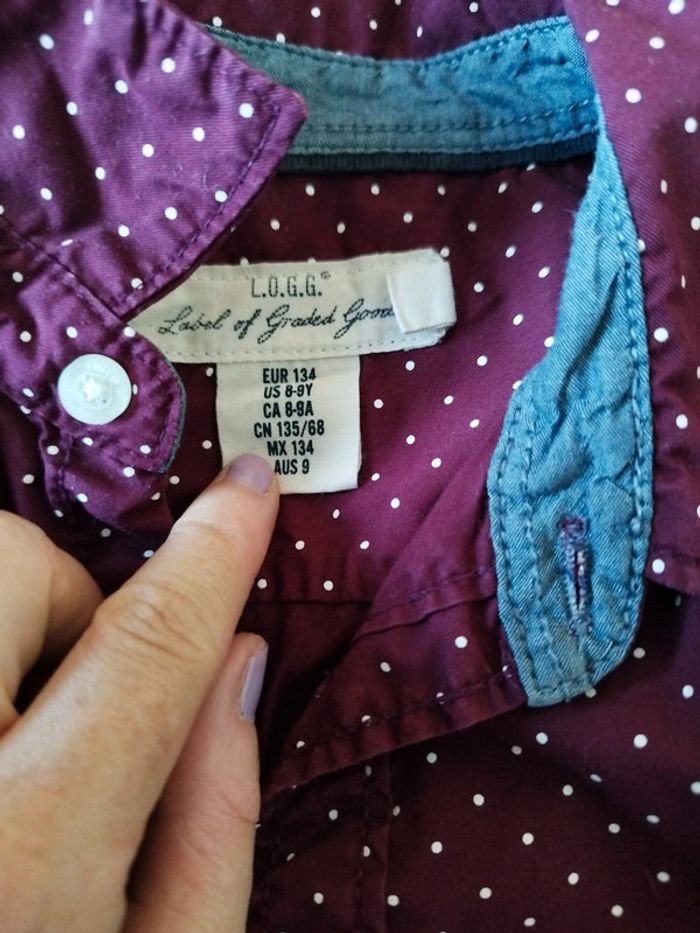 L.O.G.G.®
Label of Graded Good
EUR 134
US 8-9Y
CA 8-9A
CN 135/68
MX 134
AUS 9